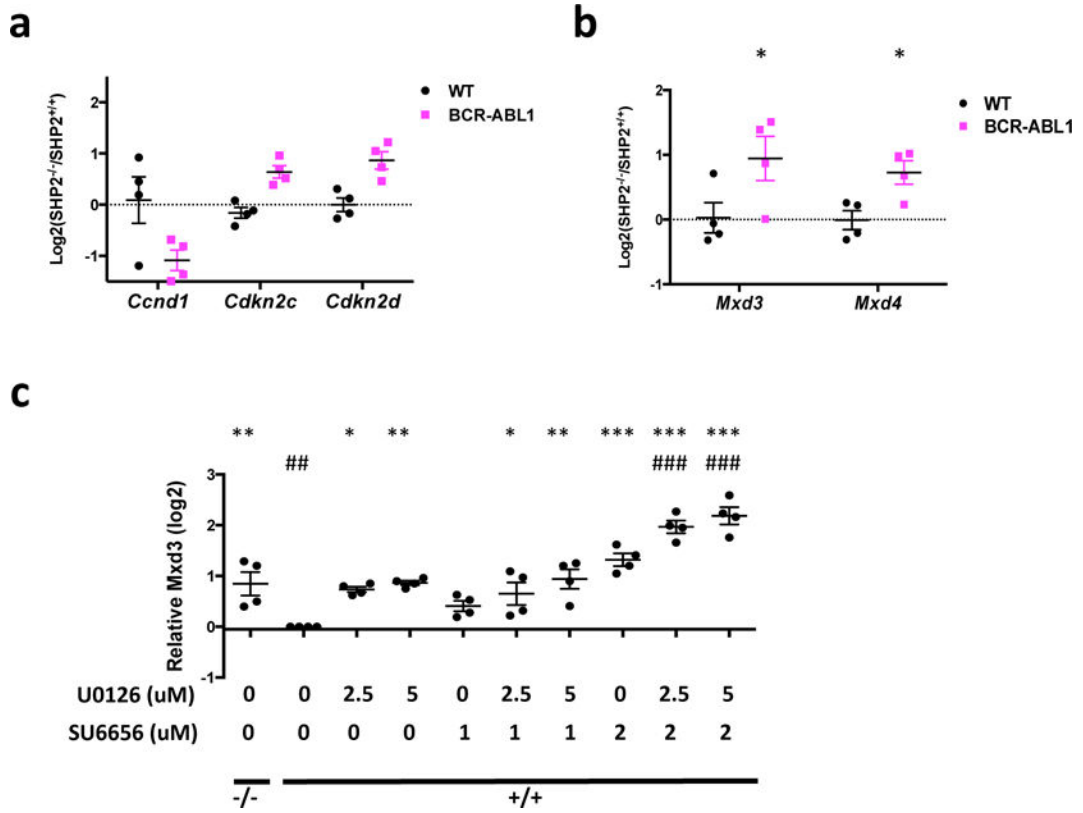 a
Log2(SHP2-/-/SHP2+/+)
2
1
0
-1
Ccnd1
Cdkn2c
Cdkn2d
WT
BCR-ABL1
b
* *
Log2(SHP2-/-/SHP2+/+)
2
1
0
-1
Mxd3
Mxd4
WT
BCR-ABL1
c
** * ** * ** *** *** ***
## ### ###
Relative Mxd3 (log2)
3
2
1
0
-1
U0126 (uM) 0 0 2.5 5 0 2.5 5 0 2.5 5
SU6656 (uM) 0 0 0 0 1 1 1 2 2 2
-/- +/+